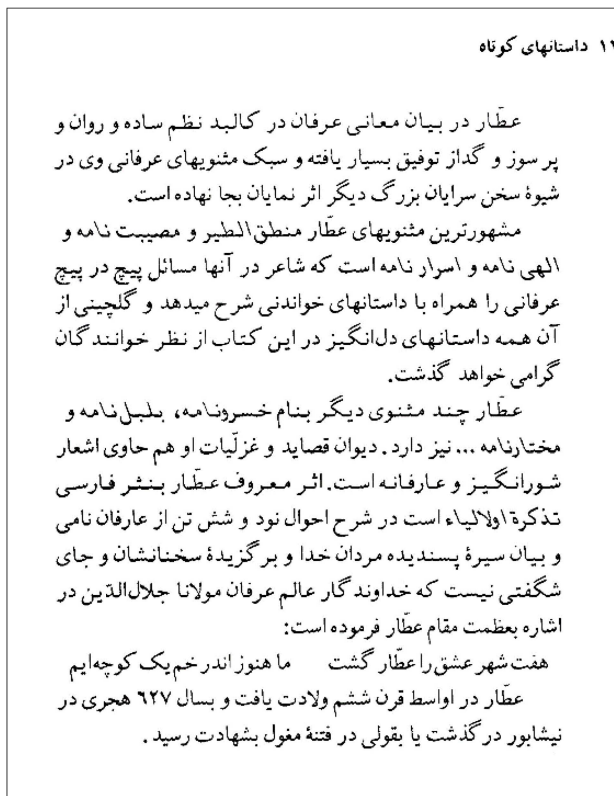 ۱۲ داستانهای کوتاه
عطّار در بیان معانی عرفان در کالبد نظم ساده و روان و
پر سوز و گداز توفیق بسیار یافته و سبک مثنویهای عرفانی وی در
شیوۀ سخن سرایان بزرگ دیگر اثر نمایان بجا نهاده است.
مشهورترین مثنویهای عطّار منطق‌الطیر و مصیبت نامه و
الهی نامه و اسرار نامه است که شاعر در آنها مسائل پیچ در پیچ
عرفانی را همراه با داستانهای خواندنی شرح میدهد و گلچینی از
آن همه داستانهای دل‌انگیز در این کتاب از نظر خوانندگان
گرامی خواهد گذشت.
عطّار چند مثنوی دیگر بنام خسرونامه، بلبل‌نامه و
مختارنامه ... نیز دارد. دیوان قصاید و غزلّیات او هم حاوی اشعار
شورانگیز و عارفانه است. اثر معروف عطّار بنثر فارسی
تذکرة اولالیاء است در شرح احوال نود و شش تن از عارفان نامی
و بیان سیرۀ پسندیده مردان خدا و برگزیدۀ سخنانشان و جای
شگفتی نیست که خداوندگار عالم عرفان مولانا جلال‌الدّین در
اشاره بعظمت مقام عطّار فرموده است:
هفت شهر عشق را عطّار گشت ما هنوز اندر خم یک کوچه‌ایم
عطّار در اواسط قرن ششم ولادت یافت و بسال ۶۲۷ هجری در
نیشابور درگذشت یا بقولی در فتنۀ مغول بشهادت رسید.